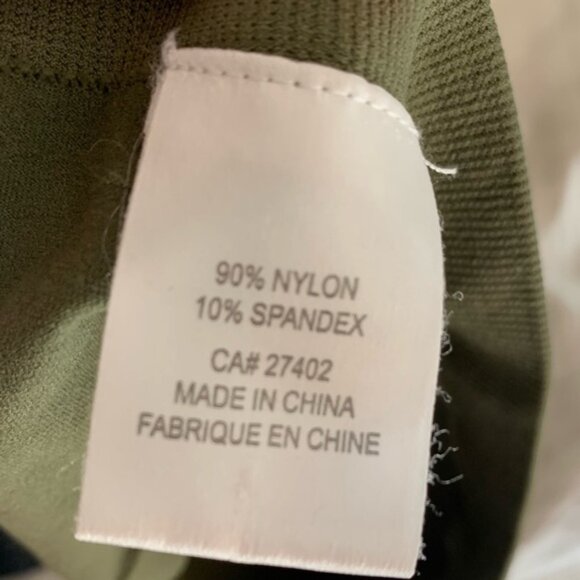 90% NYLON
10% SPANDEX
CA# 27402
MADE IN CHINA
FABRIQUE EN CHINE